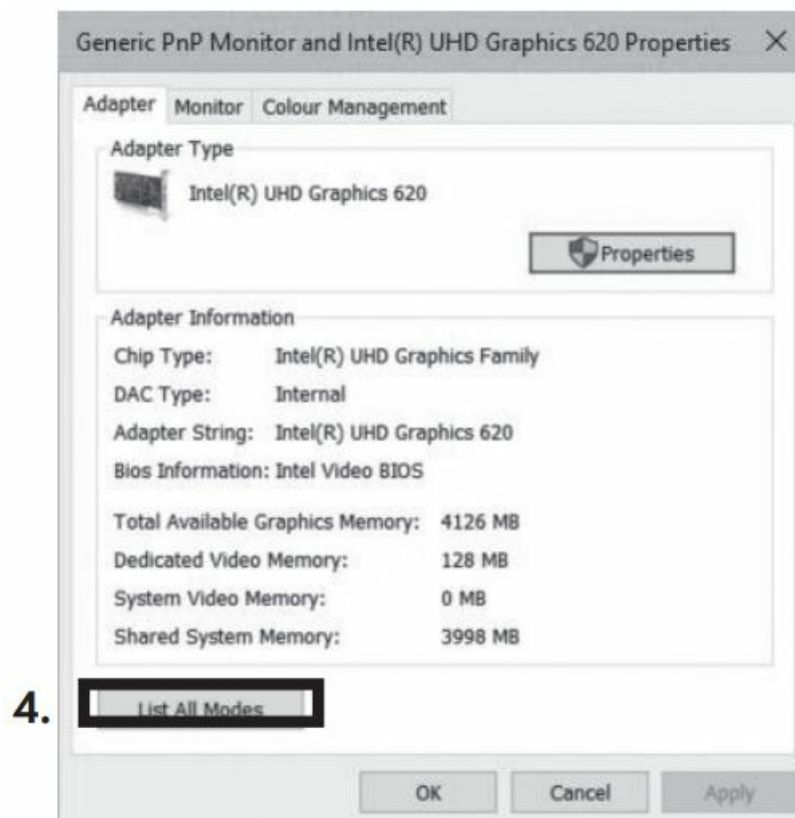 Generic PnP Monitor and Intel(R) UHD Graphics 620 Properties
Adapter Monitor Colour Management
Adapter Type
Intel(R) UHD Graphics 620
Properties
Adapter Information
Chip Type: Intel(R) UHD Graphics Family
DAC Type: Internal
Adapter String: Intel(R) UHD Graphics 620
Bios Information: Intel Video BIOS
Total Available Graphics Memory: 4126 MB
Dedicated Video Memory: 128 MB
System Video Memory: 0 MB
Shared System Memory: 3998 MB
4. List All Modes
OK Cancel Apply